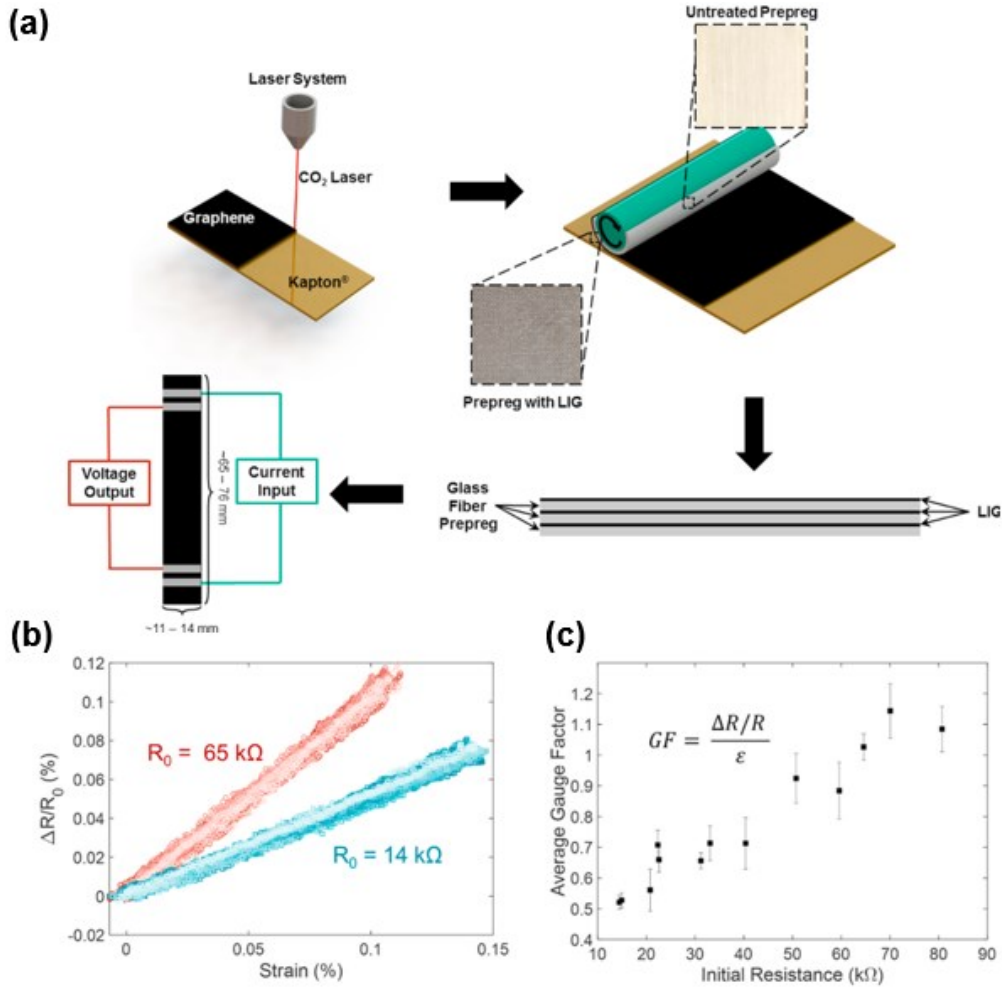 (a)
Untreated Prepreg
Laser System
CO₂ Laser
Graphene
Kapton®
Prepreg with LIG
Voltage
Output
Current
Input
~65 – 76 mm
~11 – 14 mm
Glass
Fiber
Prepreg
LIG
(b)
0.12
0.1
0.08
0.06
0.04
0.02
0
-0.02
ΔR/R₀ (%)
R₀ = 65 kΩ
R₀ = 14 kΩ
0
0.05
0.1
0.15
Strain (%)
(c)
1.2
1.1
1
0.9
0.8
0.7
0.6
0.5
0.4
Average Gauge Factor
GF = ΔR/R / ε
10 20 30 40 50 60 70 80 90
Initial Resistance (kΩ)